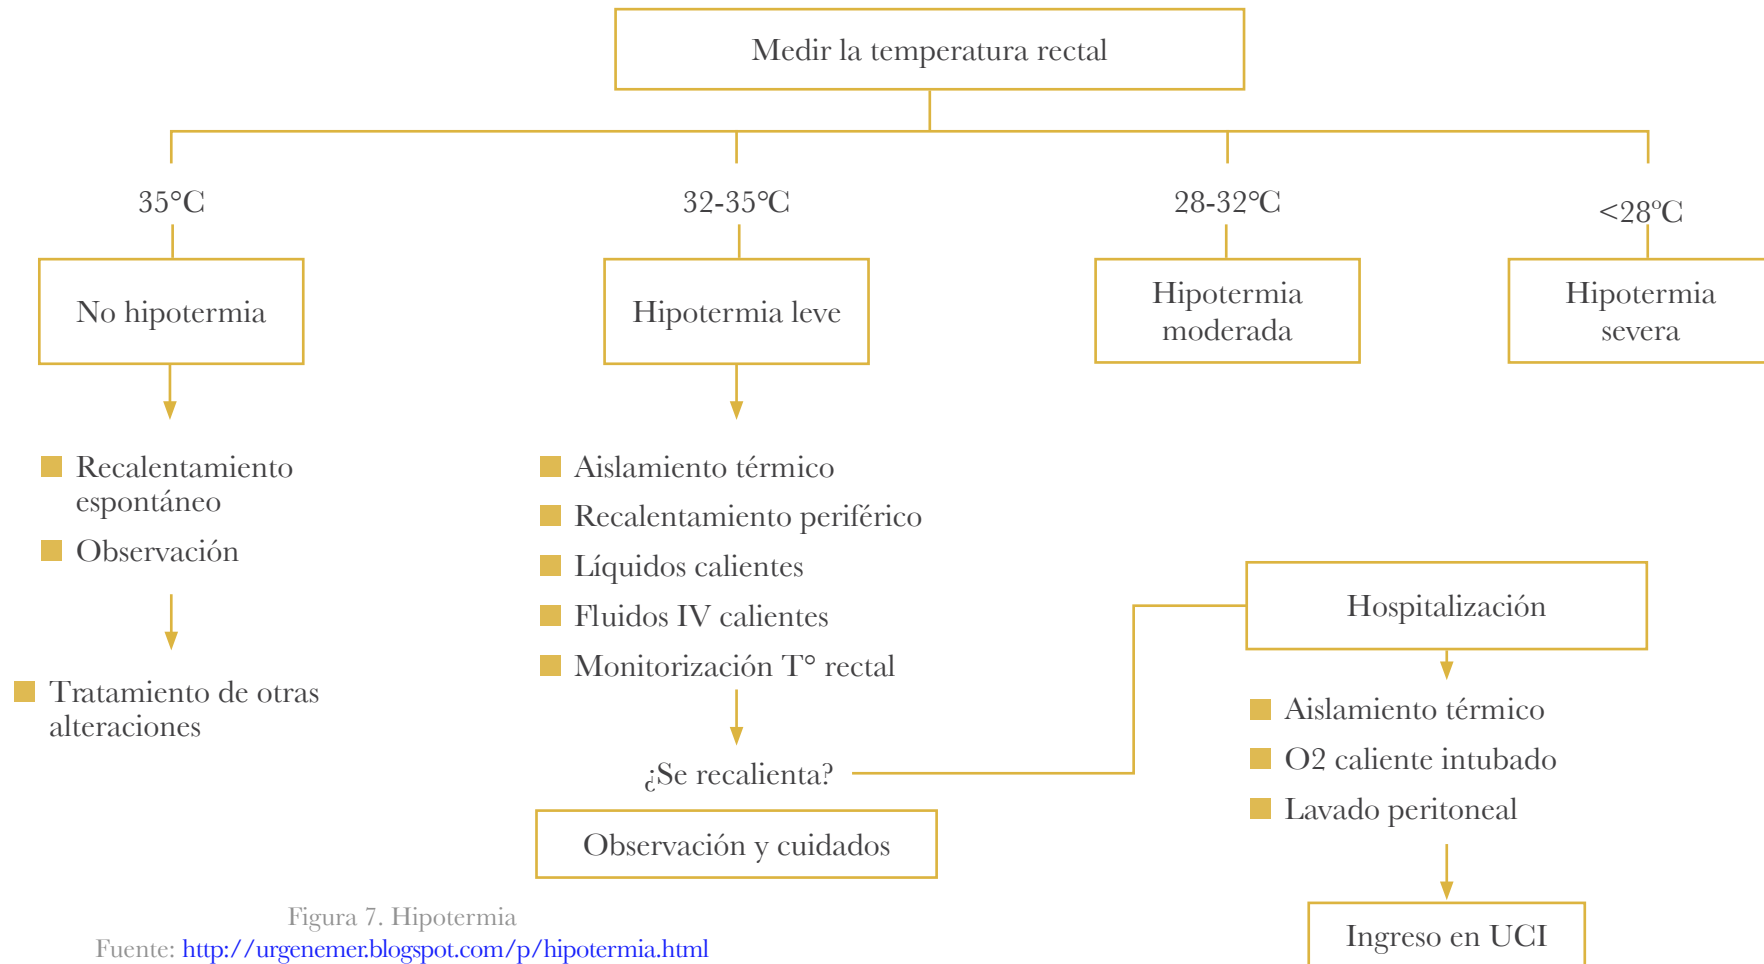 Medir la temperatura rectal
35°C
32-35°C
28-32°C
<28ºC
No hipotermia
Hipotermia leve
Hipotermia
moderada
Hipotermia
severa
Recalentamiento
espontáneo
Observación
Tratamiento de otras
alteraciones
Aislamiento térmico
Recalentamiento periférico
Líquidos calientes
Fluidos IV calientes
Monitorización T° rectal
¿Se recalienta?
Observación y cuidados
Hospitalización
Aislamiento térmico
O2 caliente intubado
Lavado peritoneal
Ingreso en UCI
Figura 7. Hipotermia
Fuente: http://urgenemer.blogspot.com/p/hipotermia.html